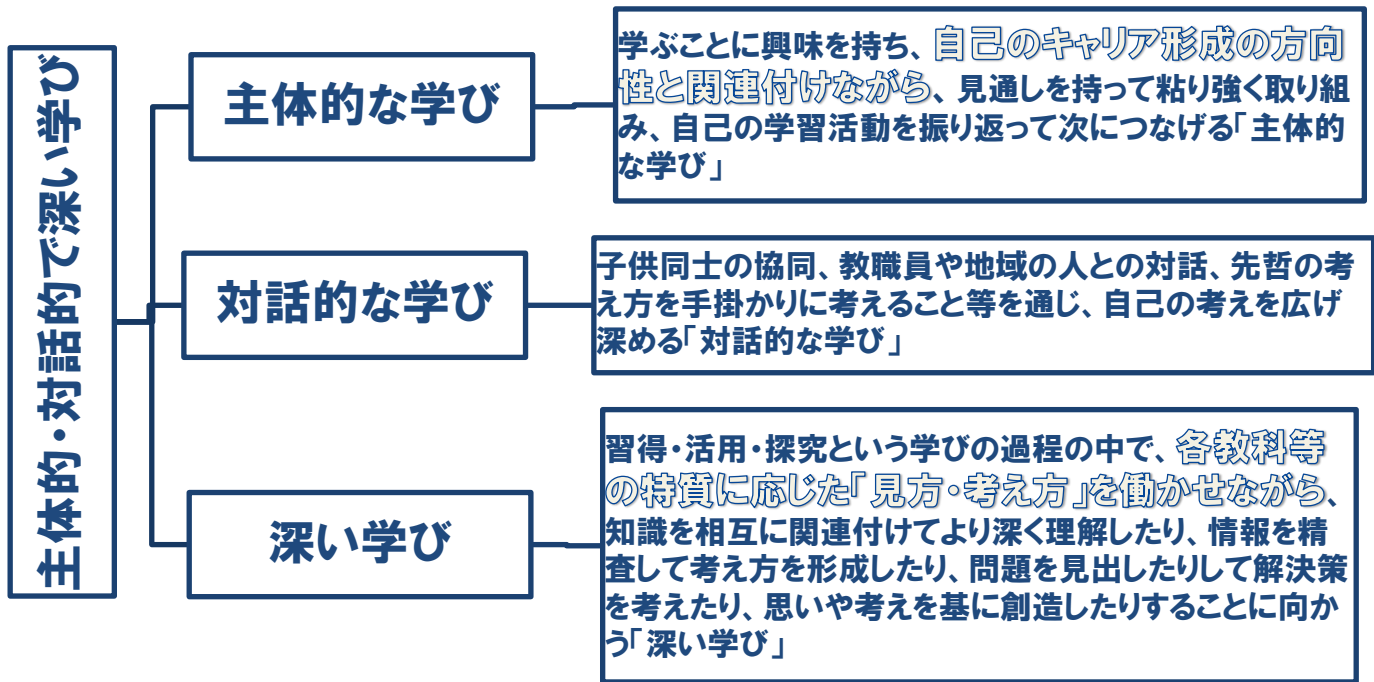 主体的・対話的で深い学び
主体的な学び
学ぶことに興味を持ち、自己のキャリア形成の方向
性と関連付けながら、見通しを持って粘り強く取り組
み、自己の学習活動を振り返って次につなげる「主体的
な学び」
対話的な学び
子供同士の協同、教職員や地域の人との対話、先哲の考
え方を手掛かりに考えること等を通じ、自己の考えを広げ
深める「対話的な学び」
深い学び
習得・活用・探究という学びの過程の中で、各教科等
の特質に応じた「見方・考え方」を働かせながら、
知識を相互に関連付けてより深く理解したり、情報を精
査して考え方を形成したり、問題を見出したりして解決策
を考えたり、思いや考えを基に創造したりすることに向か
う「深い学び」